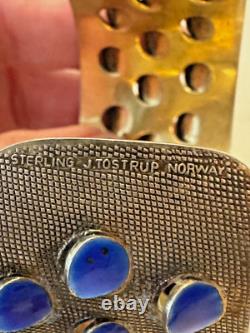 STERLING J. TOSTRUP NORWAY